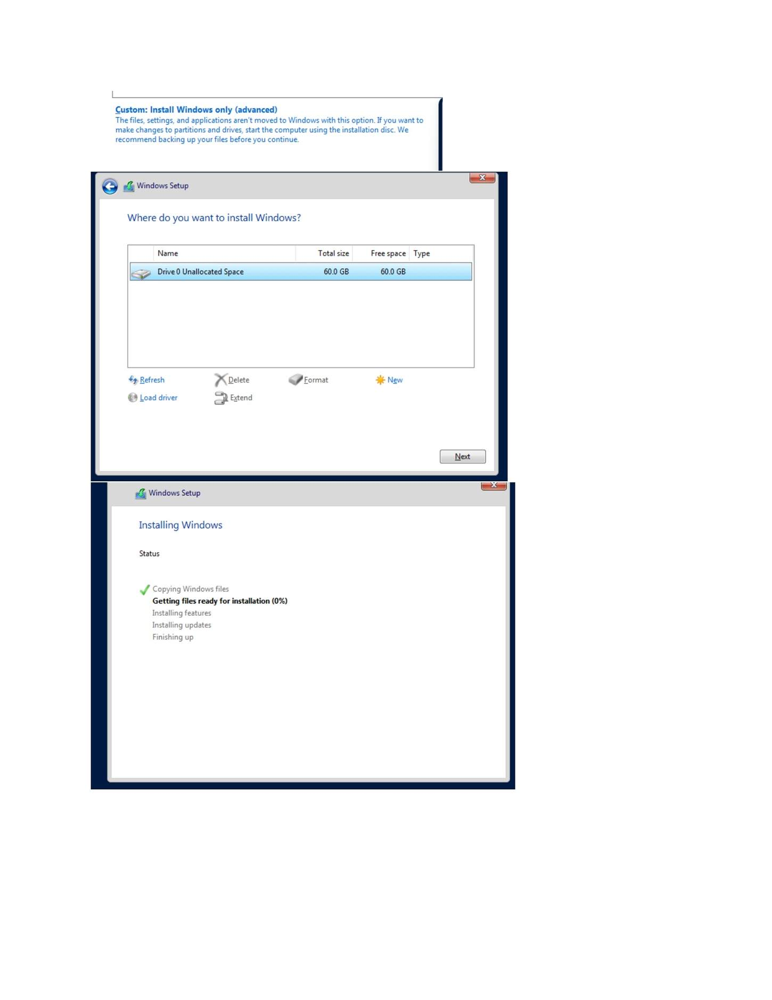 Custom: Install Windows only (advanced)
The files, settings, and applications aren't moved to Windows with this option. If you want to
make changes to partitions and drives, start the computer using the installation disc. We
recommend backing up your files before you continue.
Windows Setup
Where do you want to install Windows?
Name Total size Free space Type
Drive 0 Unallocated Space 60.0 GB 60.0 GB
Refresh Delete Format New
Load driver Extend
Next
Windows Setup
Installing Windows
Status
Copying Windows files
Getting files ready for installation (0%)
Installing features
Installing updates
Finishing up